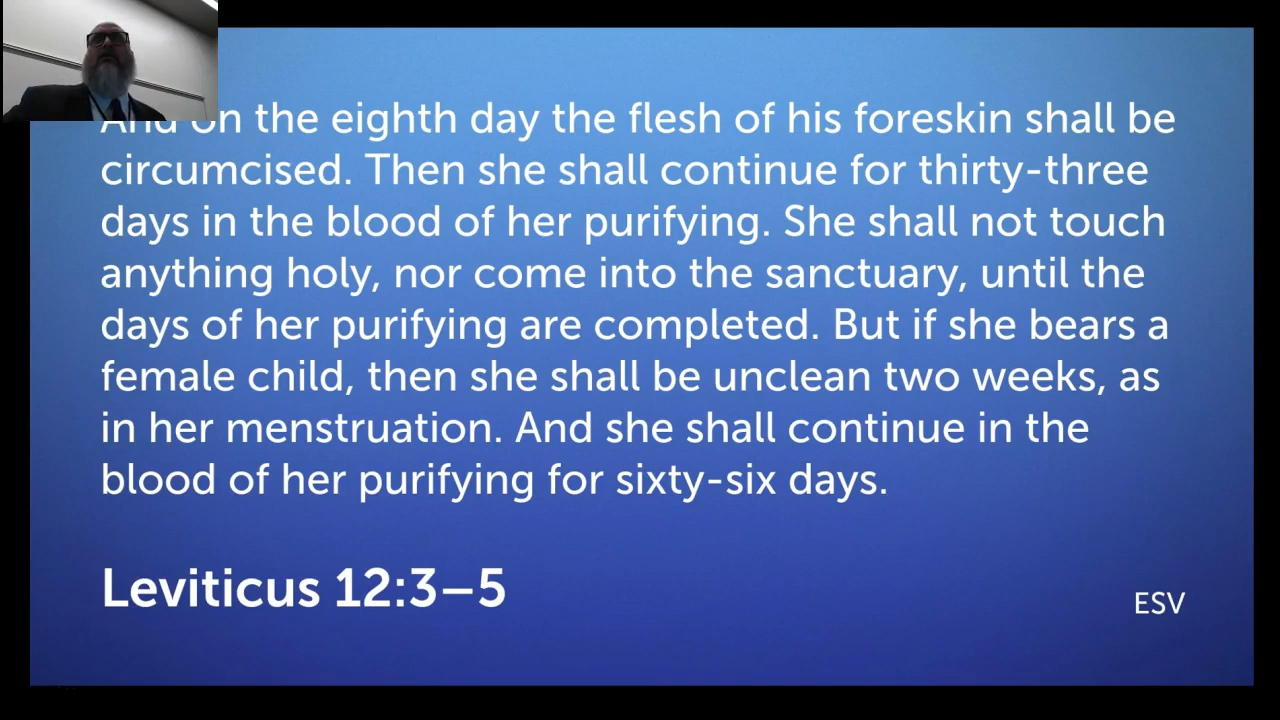 And on the eighth day the flesh of his foreskin shall be
circumcised. Then she shall continue for thirty-three
days in the blood of her purifying. She shall not touch
anything holy, nor come into the sanctuary, until the
days of her purifying are completed. But if she bears a
female child, then she shall be unclean two weeks, as
in her menstruation. And she shall continue in the
blood of her purifying for sixty-six days.
Leviticus 12:3–5
ESV